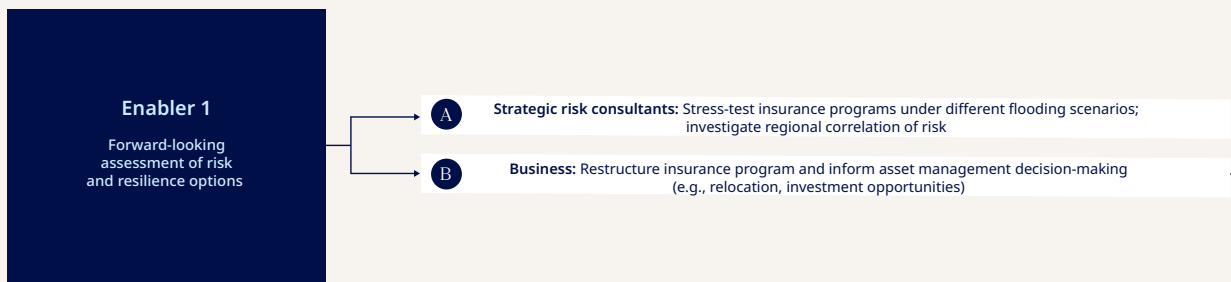 Enabler 1
Forward-looking
assessment of risk
and resilience options
A
Strategic risk consultants: Stress-test insurance programs under different flooding scenarios;
investigate regional correlation of risk
B
Business: Restructure insurance program and inform asset management decision-making
(e.g., relocation, investment opportunities)